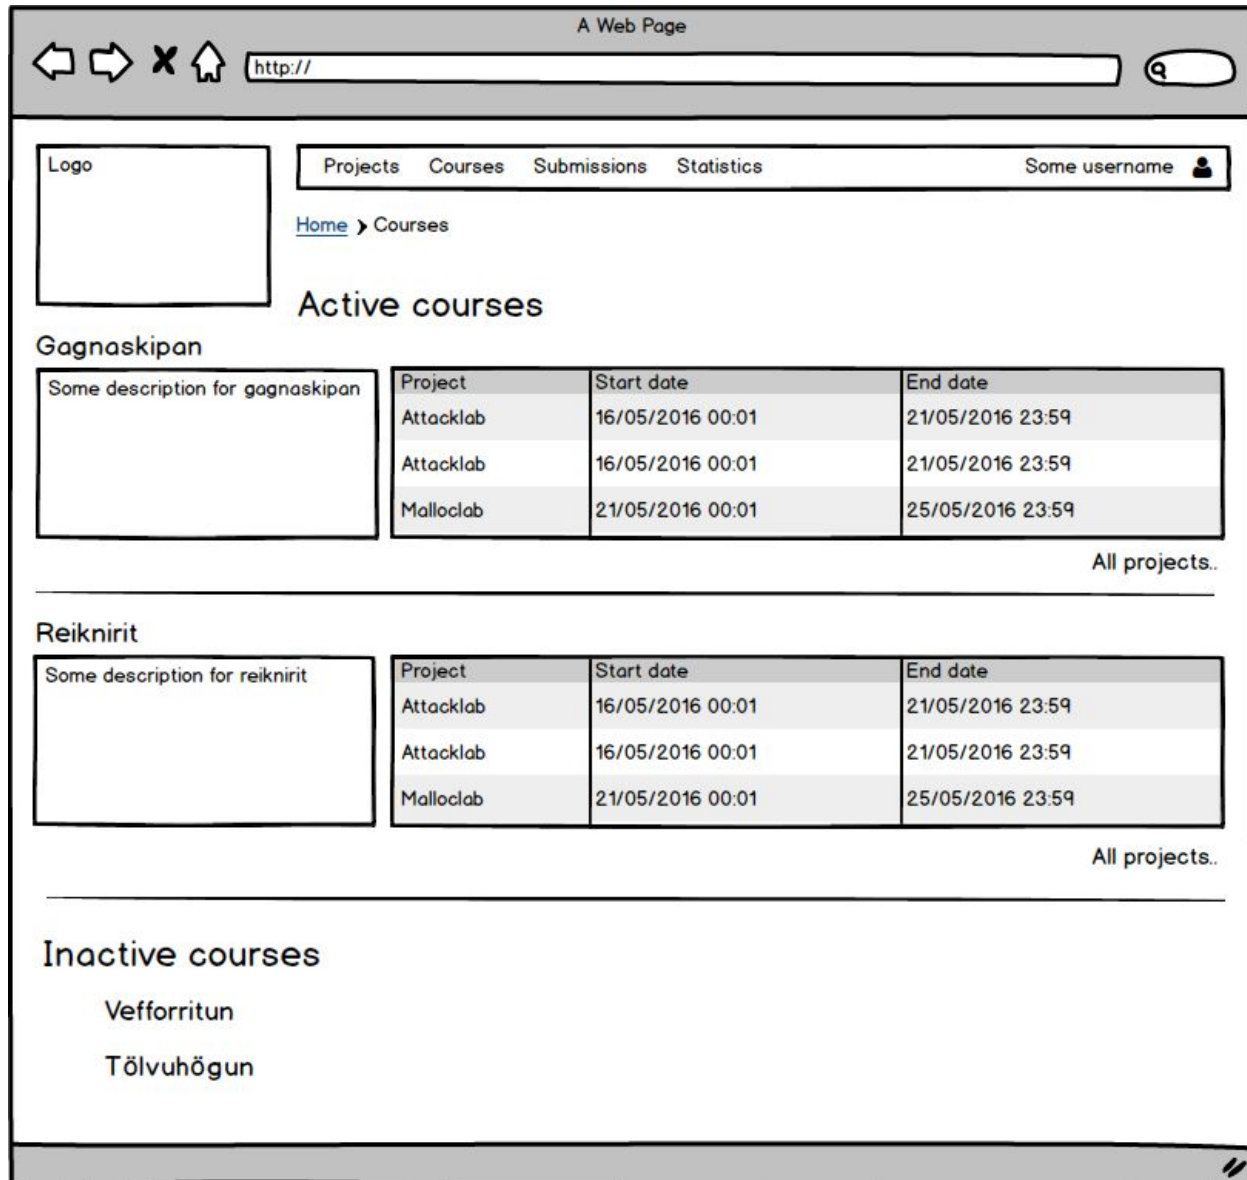 A Web Page
http://
Logo
Projects Courses Submissions Statistics Some username
Home > Courses
Active courses
Gagnaskipan
Some description for gagnaskipan
Project Start date End date
Attacklab 16/05/2016 00:01 21/05/2016 23:59
Attacklab 16/05/2016 00:01 21/05/2016 23:59
Malloclab 21/05/2016 00:01 25/05/2016 23:59
All projects..
Reiknirit
Some description for reiknirit
Project Start date End date
Attacklab 16/05/2016 00:01 21/05/2016 23:59
Attacklab 16/05/2016 00:01 21/05/2016 23:59
Malloclab 21/05/2016 00:01 25/05/2016 23:59
All projects..
Inactive courses
Vefforritun
Tölvuhögun